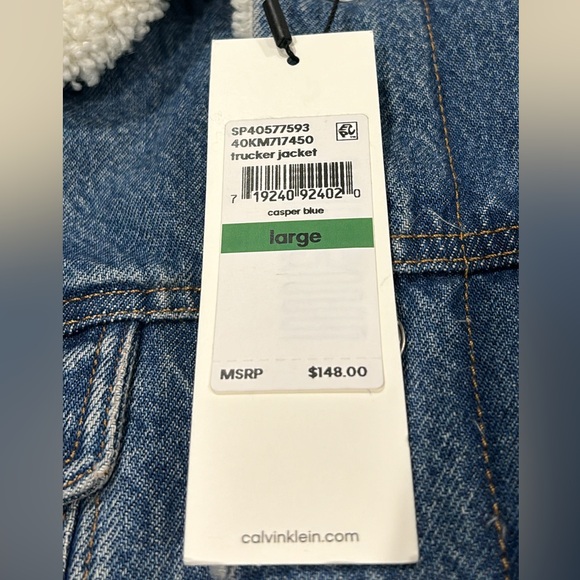 SP40577593
40KM717450
trucker jacket
7 19240 92402 0
casper blue
large
MSRP $148.00
calvinklein.com